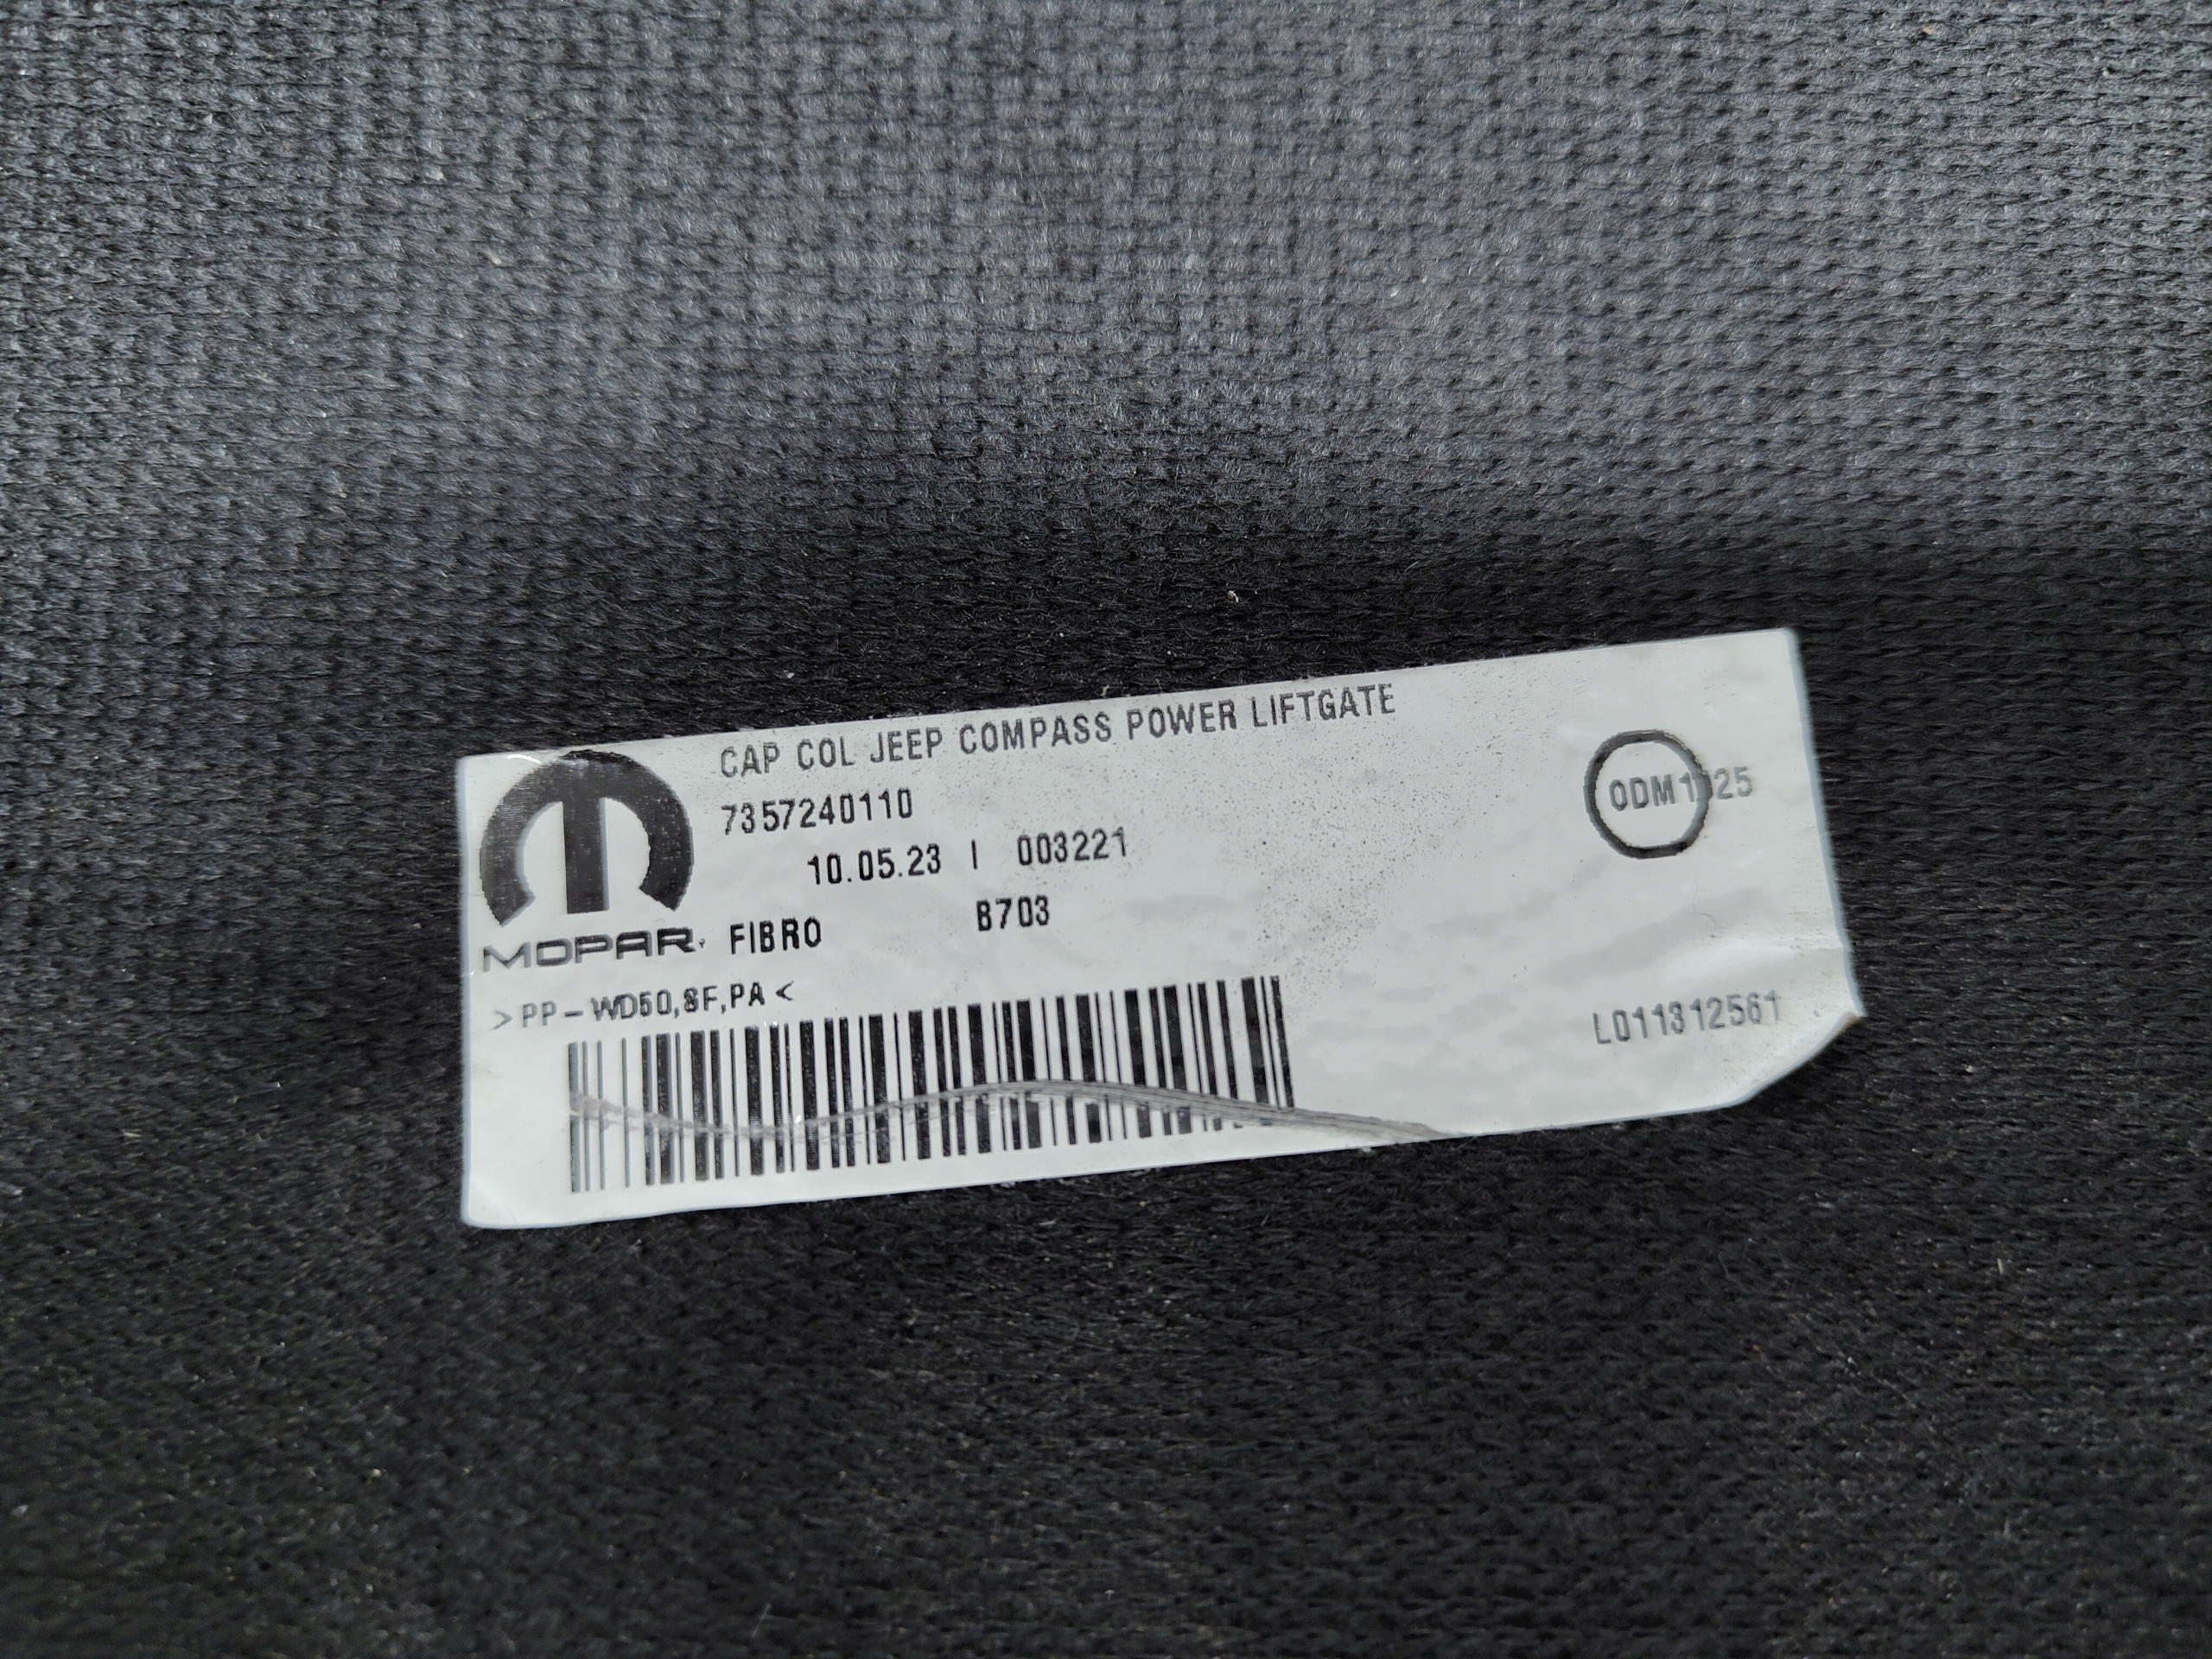 CAP COL JEEP COMPASS POWER LIFTGATE
7357240110
10.05.23 I 003221
MOPAR. FIBRO B703
>PP-WD50,SF,PA<
L011312561